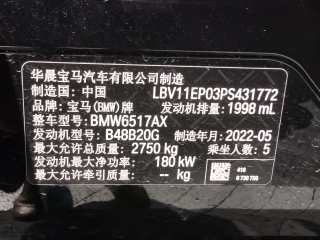 华晨宝马汽车有限公司制造
制造国：中国 LBV11EP03PS431772
品牌：宝马(BMW)牌 发动机排量：1998 mL
整车型号：BMW6517AX
发动机型号：B48B20G 制造年月：2022-05
最大允许总质量：2750 kg 乘坐人数：5
发动机最大净功率：180 kW
最大允许牵引质量：-- kg